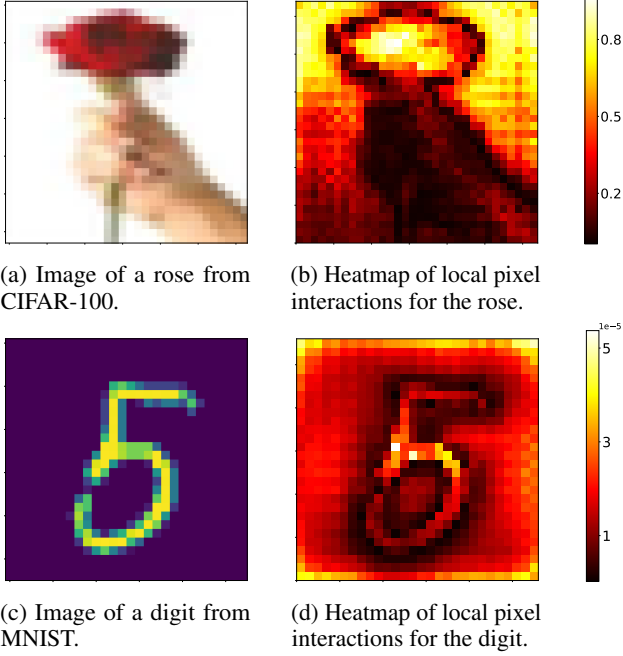 0.8
0.5
0.2
(a) Image of a rose from
CIFAR-100.
(b) Heatmap of local pixel
interactions for the rose.
1e−5
5
3
1
(c) Image of a digit from
MNIST.
(d) Heatmap of local pixel
interactions for the digit.